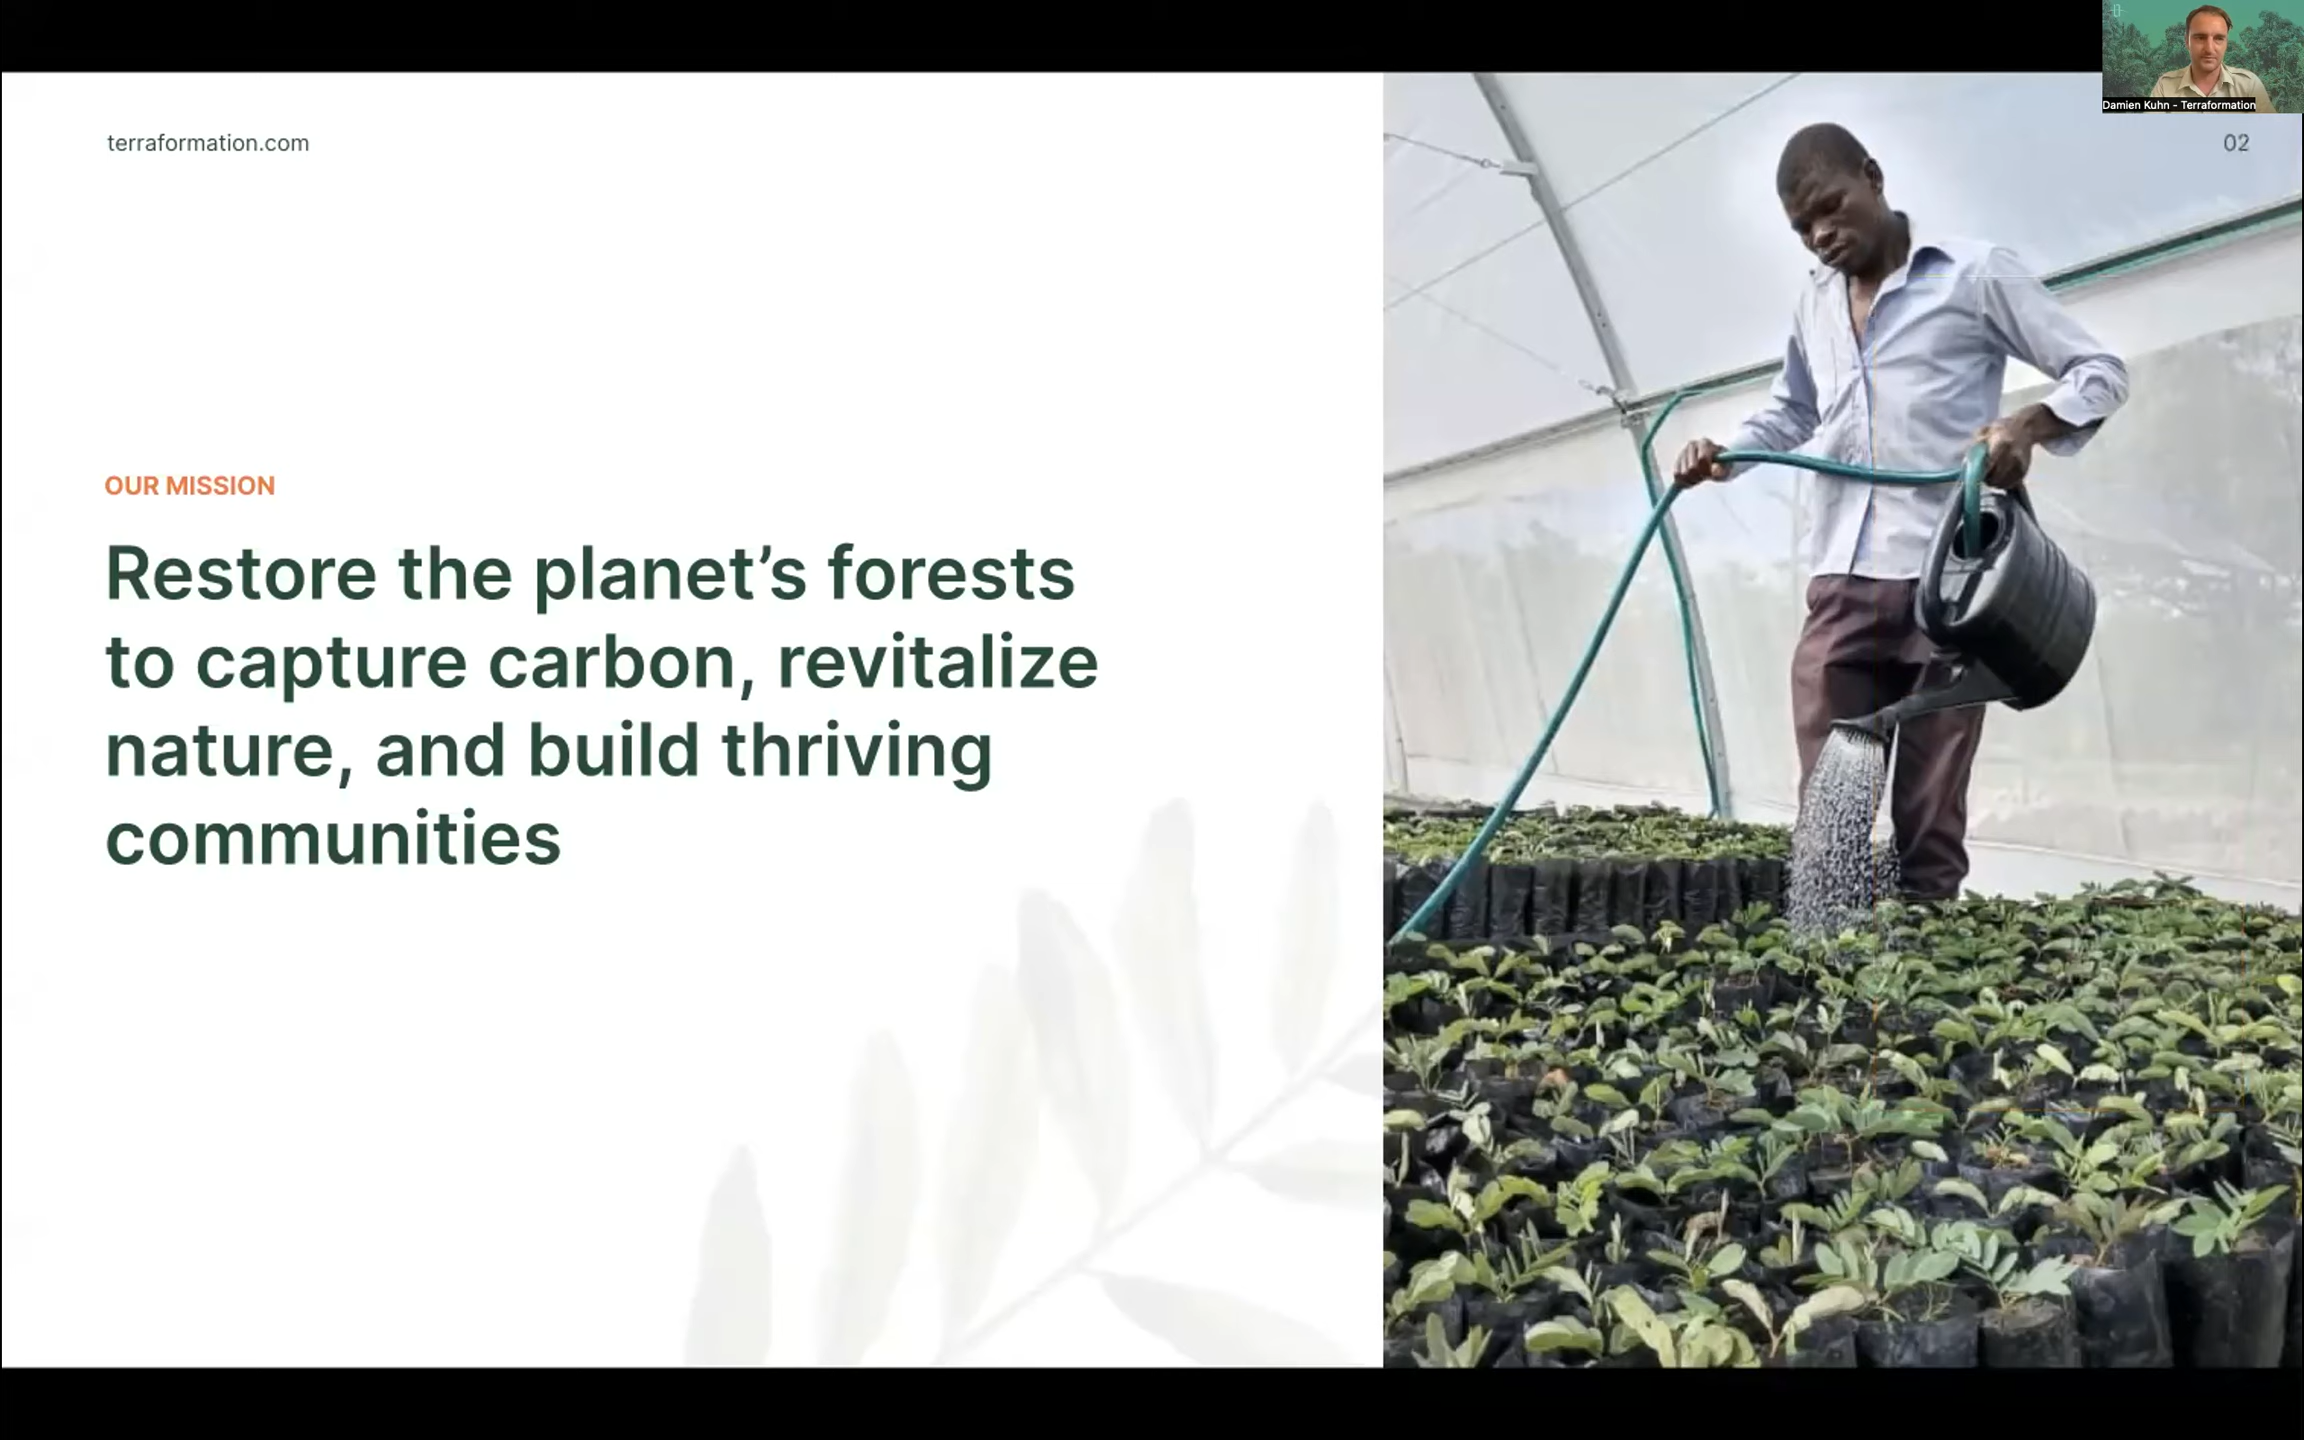 Damien Kuhn - Terraformation
terraformation.com
02
OUR MISSION
Restore the planet’s forests
to capture carbon, revitalize
nature, and build thriving
communities